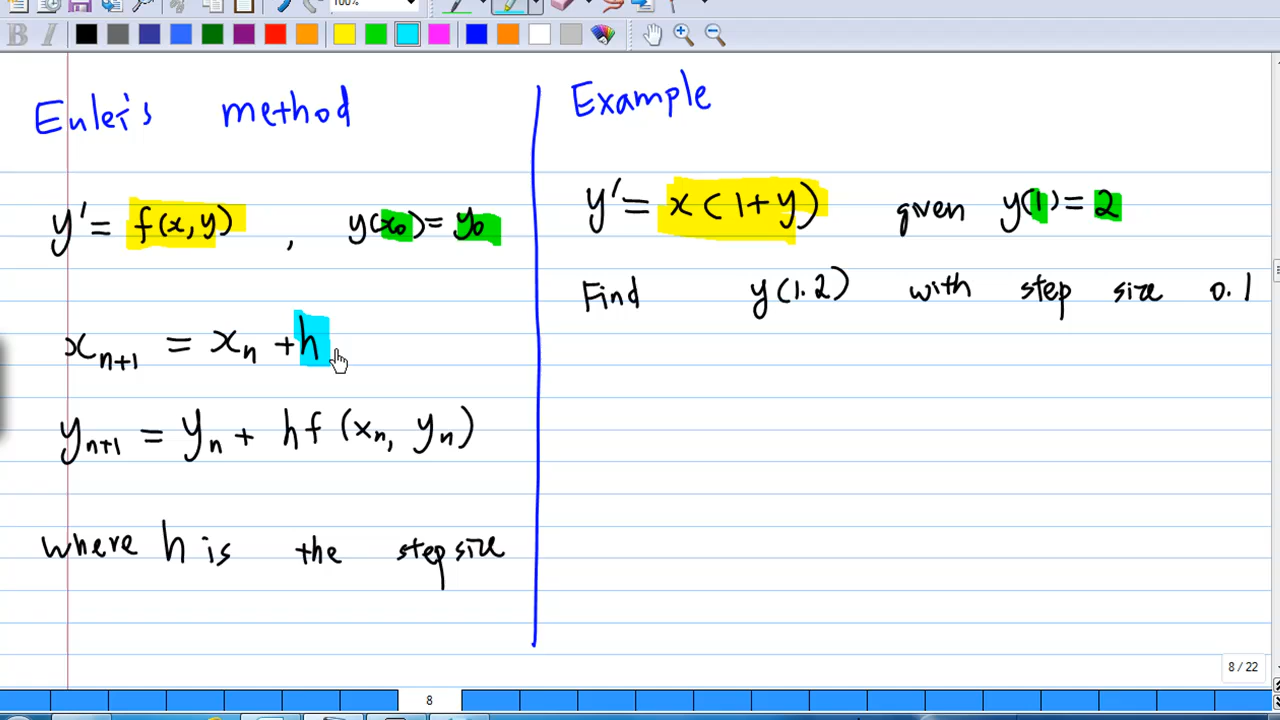 100%
B I
Euler's method
y' = f(x,y) , y(x₀) = y₀
xₙ₊₁ = xₙ + h
yₙ₊₁ = yₙ + hf (xₙ, yₙ)
where h is the step size
Example
y' = x(1+y) given y(1) = 2
Find y(1.2) with step size 0.1
8 / 22
8